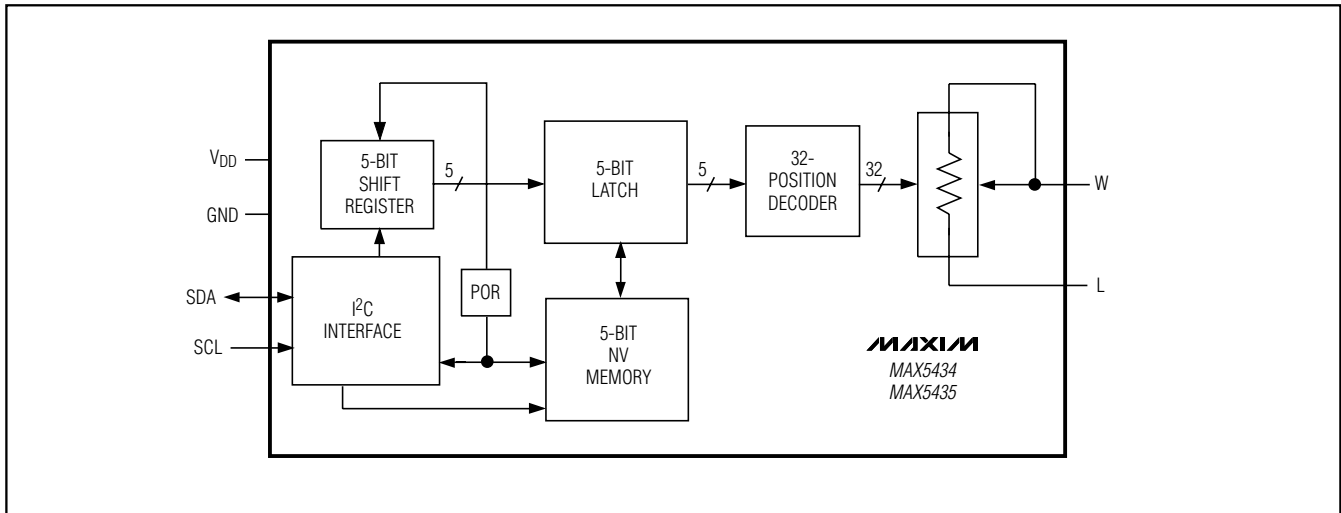 VDD
GND
SDA
SCL
5-BIT
SHIFT
REGISTER
5
I2C
INTERFACE
POR
5-BIT
LATCH
5
5-BIT
NV
MEMORY
32-
POSITION
DECODER
32
W
L
MAXIM
MAX5434
MAX5435